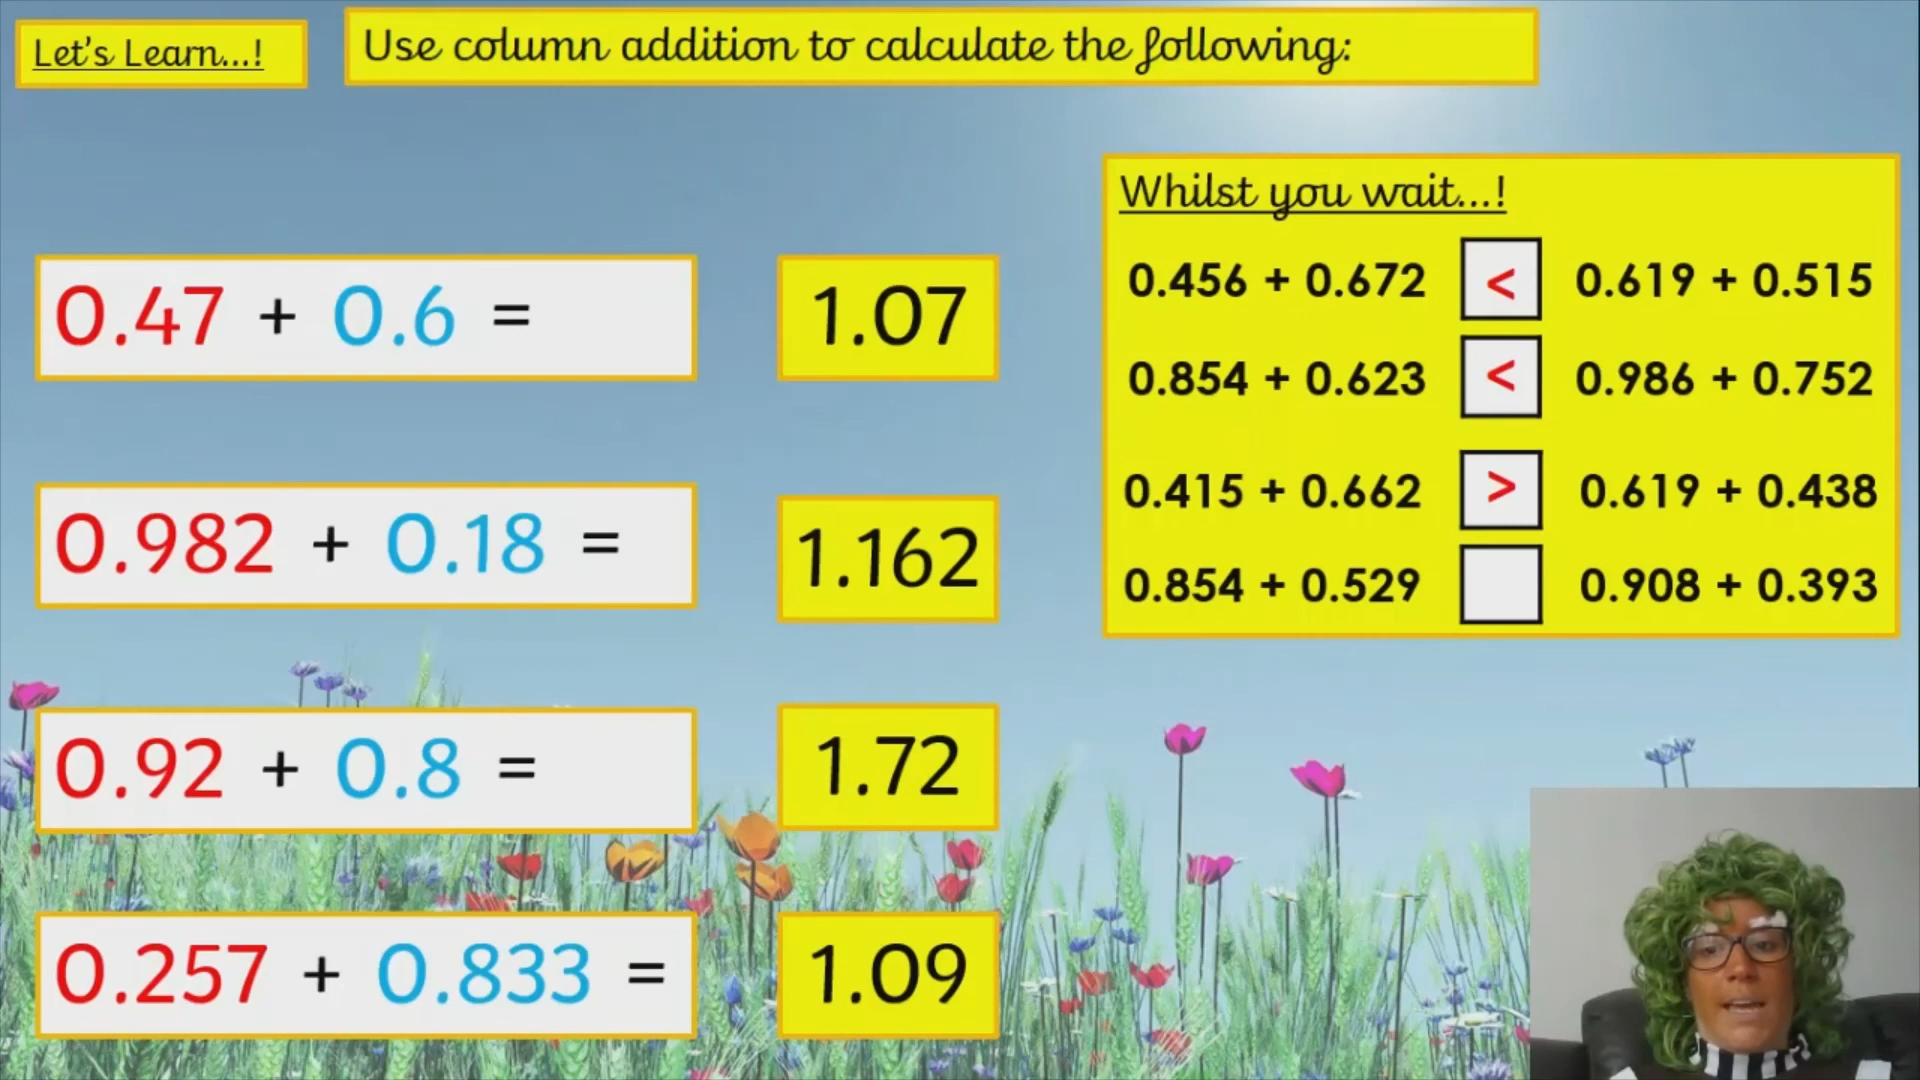 Let's Learn...!
Use column addition to calculate the following:
0.47 + 0.6 =
1.07
0.982 + 0.18 =
1.162
0.92 + 0.8 =
1.72
0.257 + 0.833 =
1.09
Whilst you wait...!
0.456 + 0.672 < 0.619 + 0.515
0.854 + 0.623 < 0.986 + 0.752
0.415 + 0.662 > 0.619 + 0.438
0.854 + 0.529 0.908 + 0.393